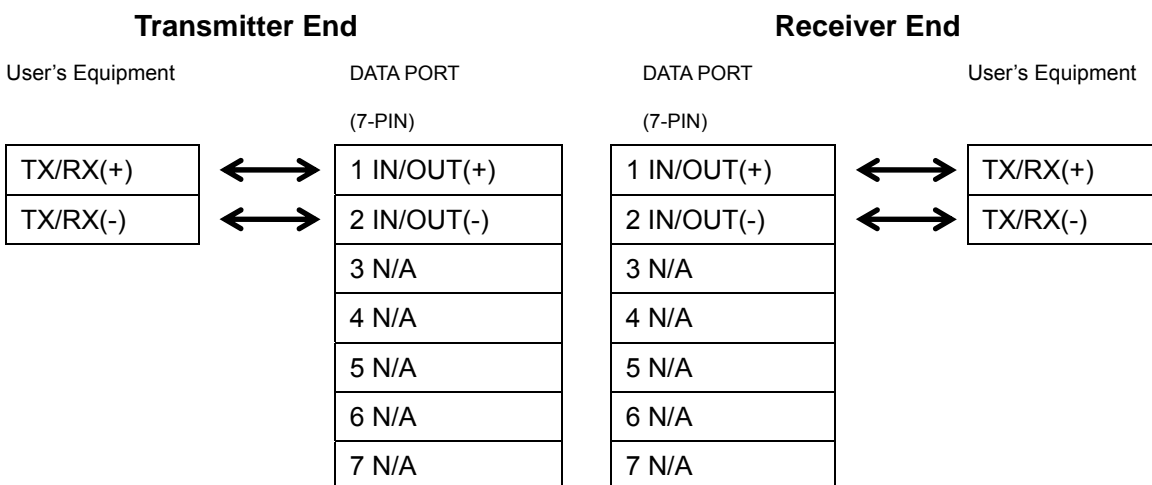 Transmitter End Receiver End
User’s Equipment DATA PORT DATA PORT User’s Equipment
(7-PIN) (7-PIN)
TX/RX(+) 1 IN/OUT(+) 1 IN/OUT(+) TX/RX(+)
TX/RX(-) 2 IN/OUT(-) 2 IN/OUT(-) TX/RX(-)
3 N/A 3 N/A
4 N/A 4 N/A
5 N/A 5 N/A
6 N/A 6 N/A
7 N/A 7 N/A